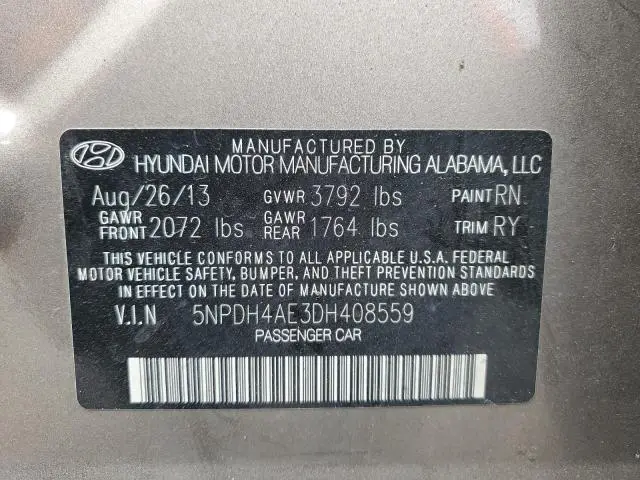 MANUFACTURED BY
HYUNDAI MOTOR MANUFACTURING ALABAMA, LLC
Aug/26/13 GVWR 3792 lbs PAINT RN
GAWR FRONT 2072 lbs GAWR REAR 1764 lbs TRIM RY
THIS VEHICLE CONFORMS TO ALL APPLICABLE U.S.A. FEDERAL
MOTOR VEHICLE SAFETY, BUMPER, AND THEFT PREVENTION
STANDARDS IN EFFECT ON THE DATE OF MANUFACTURE SHOWN ABOVE.
V.I.N 5NPDH4AE3DH408559
PASSENGER CAR